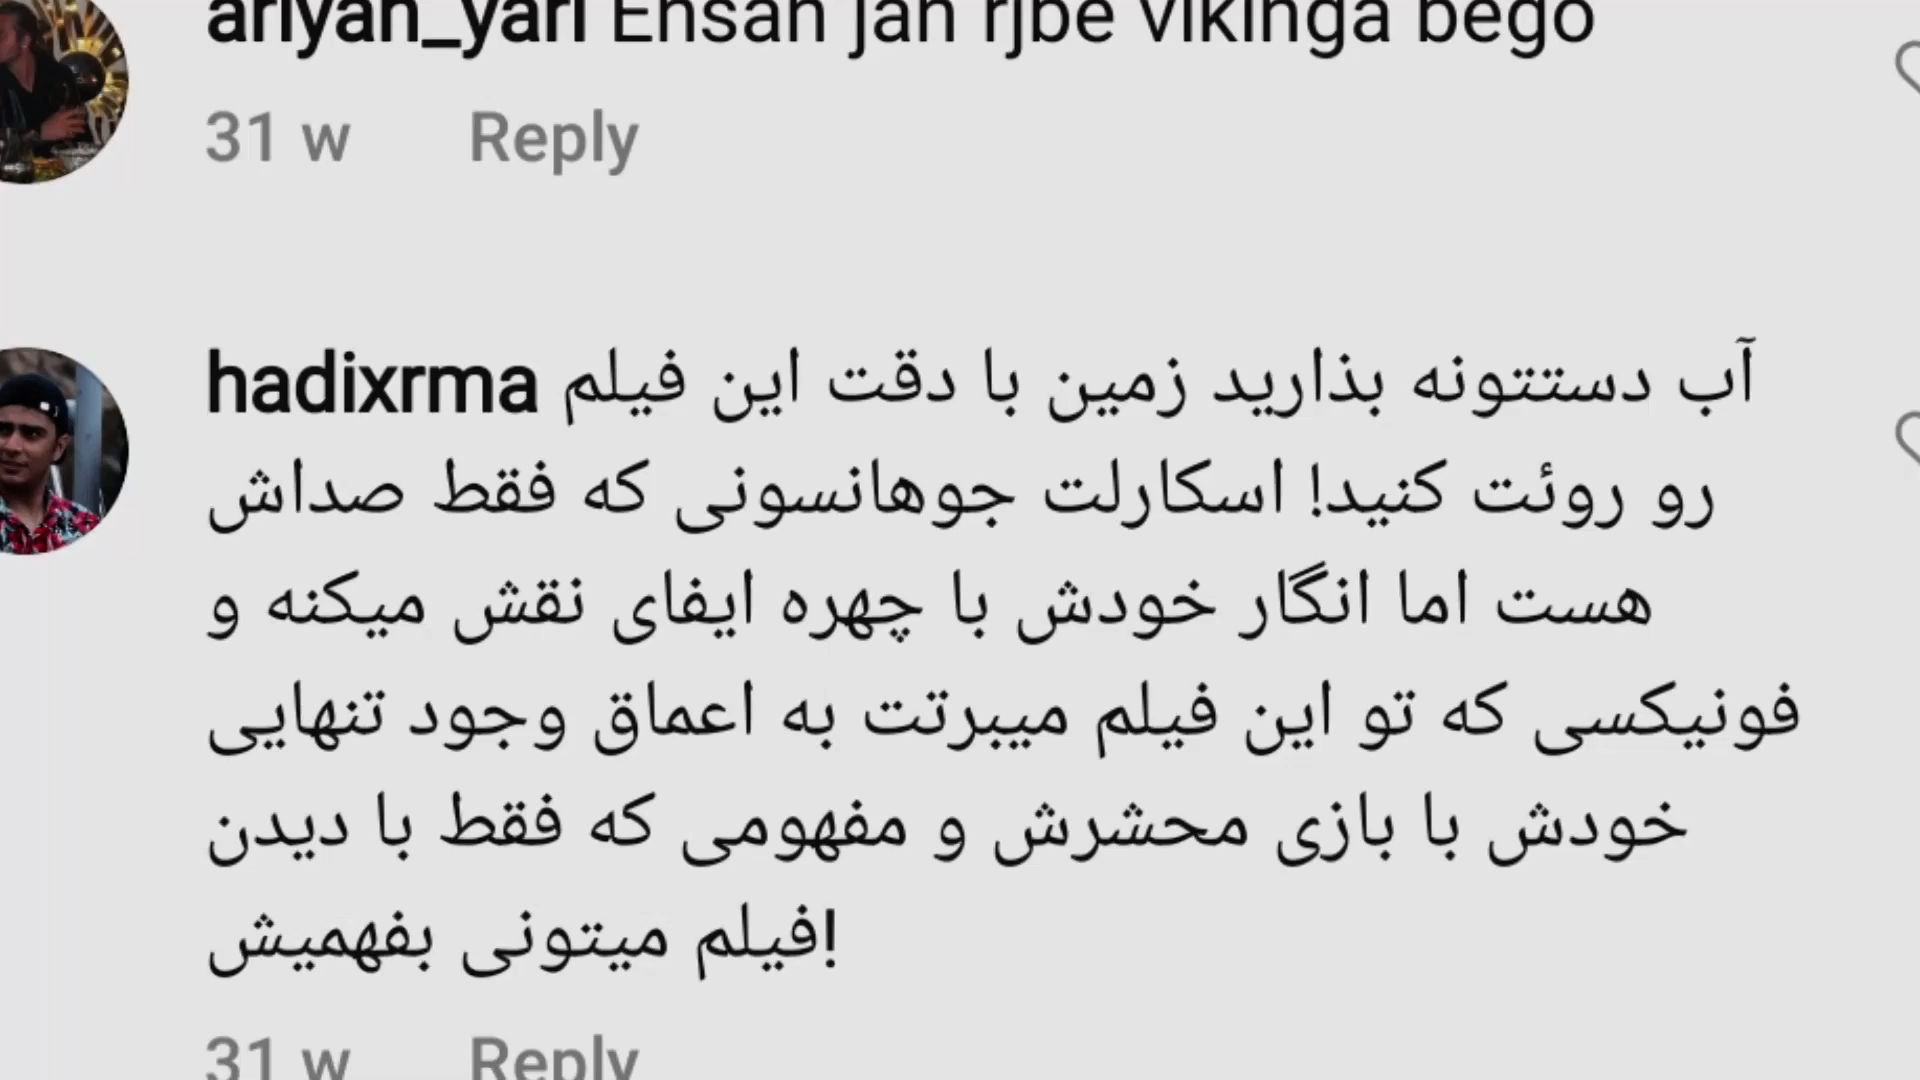 ariyan_yari Ehsan jan rjbe vikinga bego
31 w Reply
hadixrma آب دستتونه بذارید زمین با دقت این فیلم
رو روئت کنید! اسکارلت جوهانسونی که فقط صداش
هست اما انگار خودش با چهره ایفای نقش میکنه و
فونیکسی که تو این فیلم میبرتت به اعماق وجود تنهایی
خودش با بازی محشرش و مفهومی که فقط با دیدن
فیلم میتونی بفهمیش!
31 w Reply